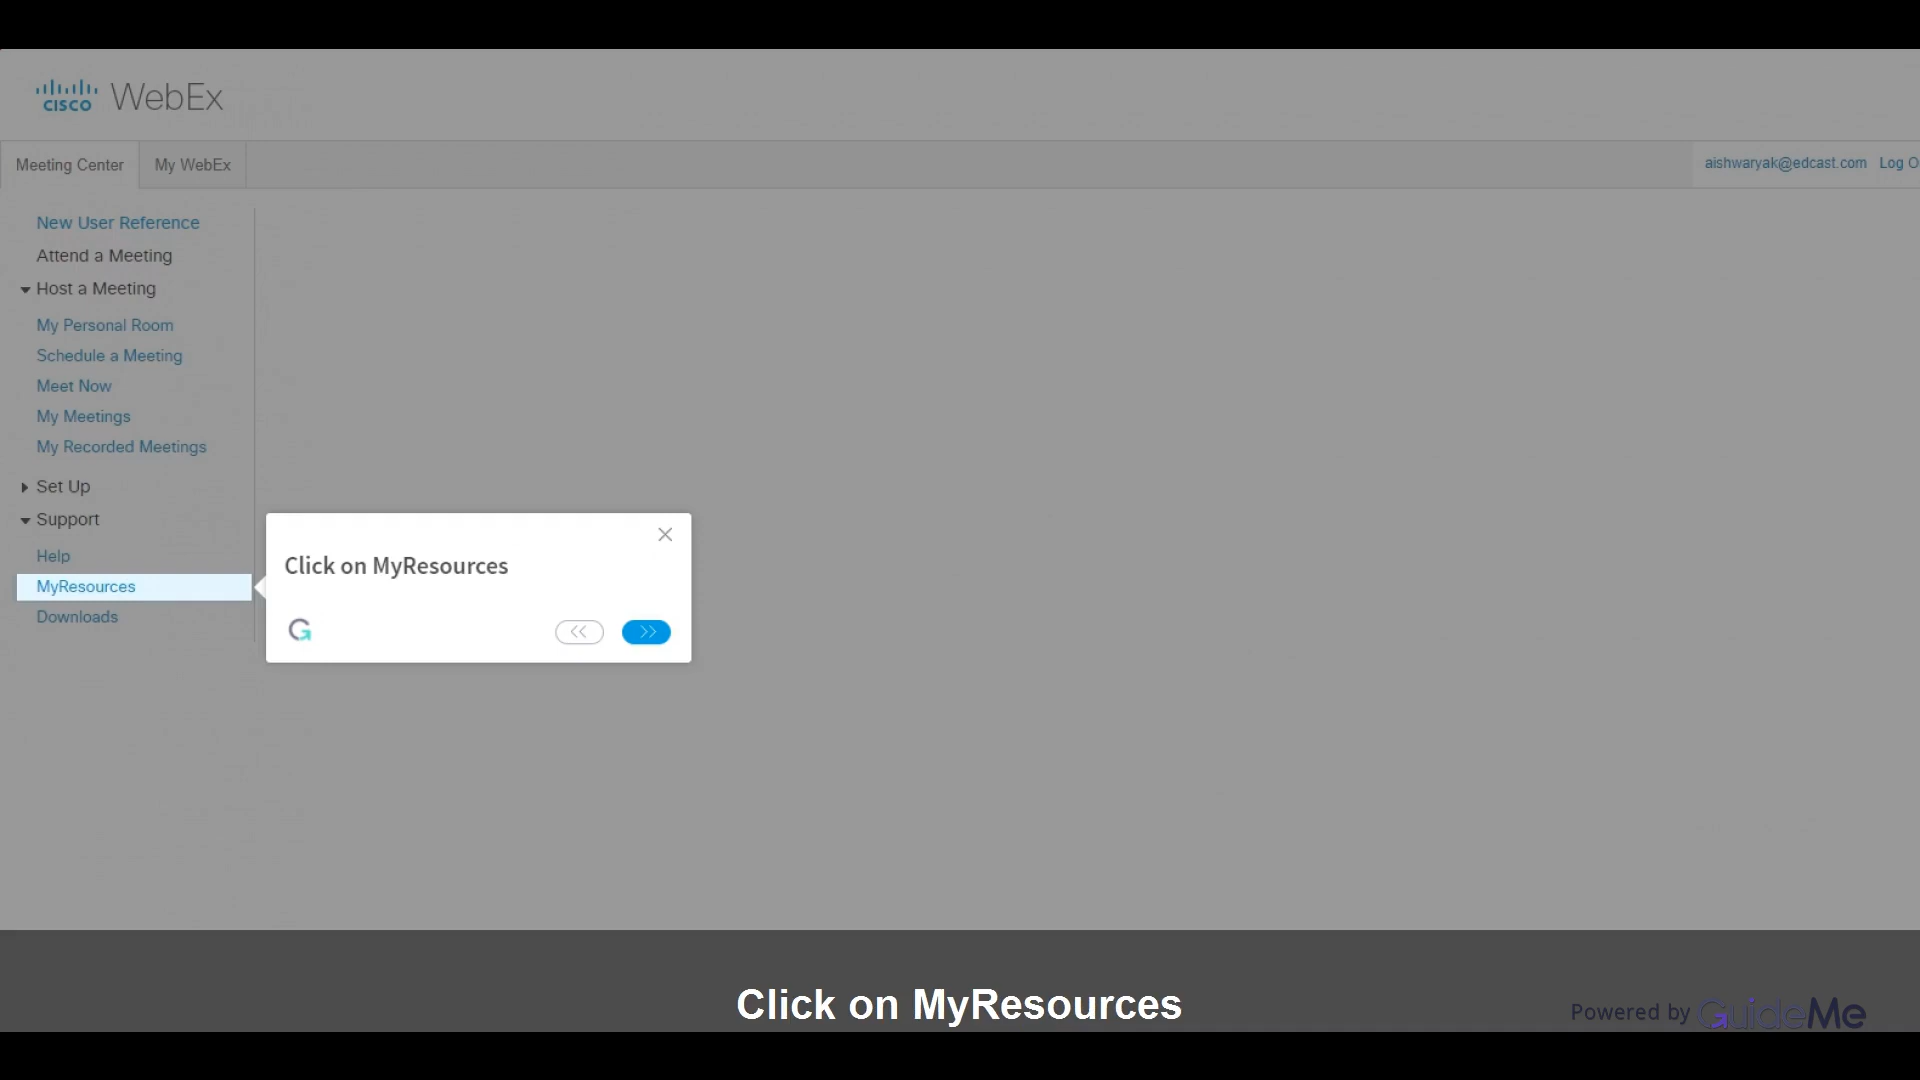 CISCO WebEx
Meeting Center
My WebEx
aishwaryak@edcast.com
Log O
New User Reference
Attend a Meeting
Host a Meeting
My Personal Room
Schedule a Meeting
Meet Now
My Meetings
My Recorded Meetings
Set Up
Support
Help
MyResources
Downloads
Click on MyResources
Click on MyResources
Powered by GuideMe